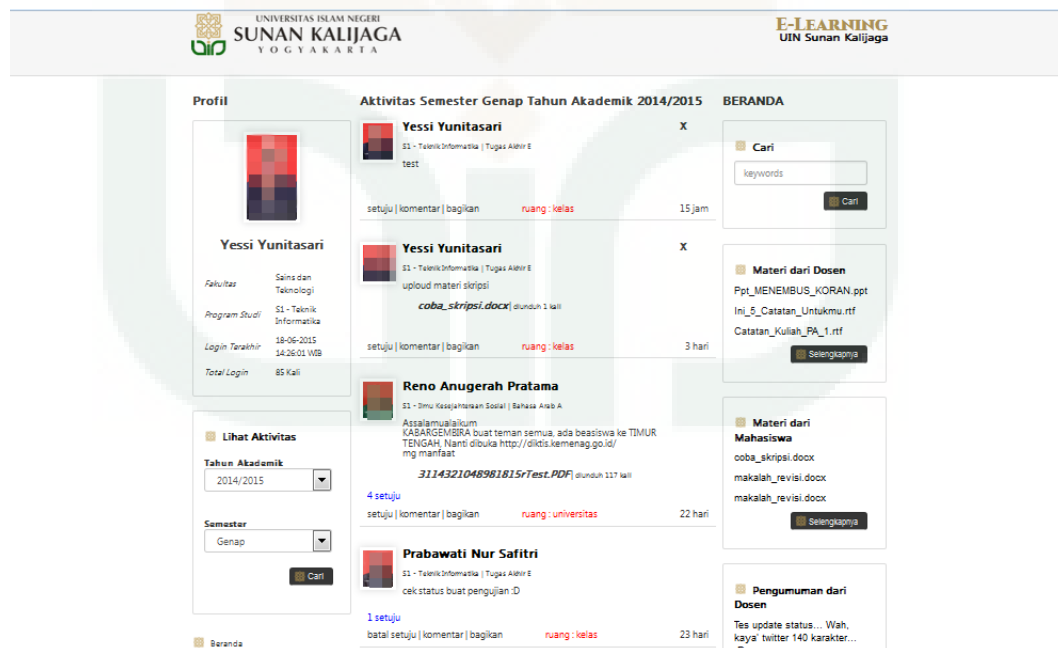 UNIVERSITAS ISLAM NEGERI
SUNAN KALIJAGA
YOGYAKARTA
E-LEARNING
UIN Sunan Kalijaga
Profil
Yessi Yunitasari
Fakultas Sains dan Teknologi
Program Studi S1 - Teknik Informatika
Login Terakhir 18-06-2015 14:26:01 WIB
Total Login 85 Kali
Lihat Aktivitas
Tahun Akademik
2014/2015
Semester
Genap
Cari
Beranda
Aktivitas Semester Genap Tahun Akademik 2014/2015
Yessi Yunitasari X
S1 - Teknik Informatika | Tugas Akhir E
test
setuju | komentar | bagikan ruang : kelas 15 jam
Yessi Yunitasari X
S1 - Teknik Informatika | Tugas Akhir E
uploud materi skripsi
coba_skripsi.docx| diunduh 1 kali
setuju | komentar | bagikan ruang : kelas 3 hari
Reno Anugerah Pratama
S1 - Ilmu Kesejahteraan Sosial | Bahasa Arab A
Assalamualaikum
KABARGEMBIRA buat teman semua, ada beasiswa ke TIMUR
TENGAH, Nanti dibuka http://diktis.kemenag.go.id/
mg manfaat
3114321048981815rTest.PDF| diunduh 117 kali
4 setuju
setuju | komentar | bagikan ruang : universitas 22 hari
Prabawati Nur Safitri
S1 - Teknik Informatika | Tugas Akhir E
cek status buat pengujian :D
1 setuju
batal setuju | komentar | bagikan ruang : kelas 23 hari
BERANDA
Cari
keywords
Cari
Materi dari Dosen
Ppt_MENEMBUS_KORAN.ppt
Ini_5_Catatan_Untukmu.rtf
Catatan_Kuliah_PA_1.rtf
Selengkapnya
Materi dari
Mahasiswa
coba_skripsi.docx
makalah_revisi.docx
makalah_revisi.docx
Selengkapnya
Pengumuman dari
Dosen
Tes update status... Wah,
kaya' twitter 140 karakter...